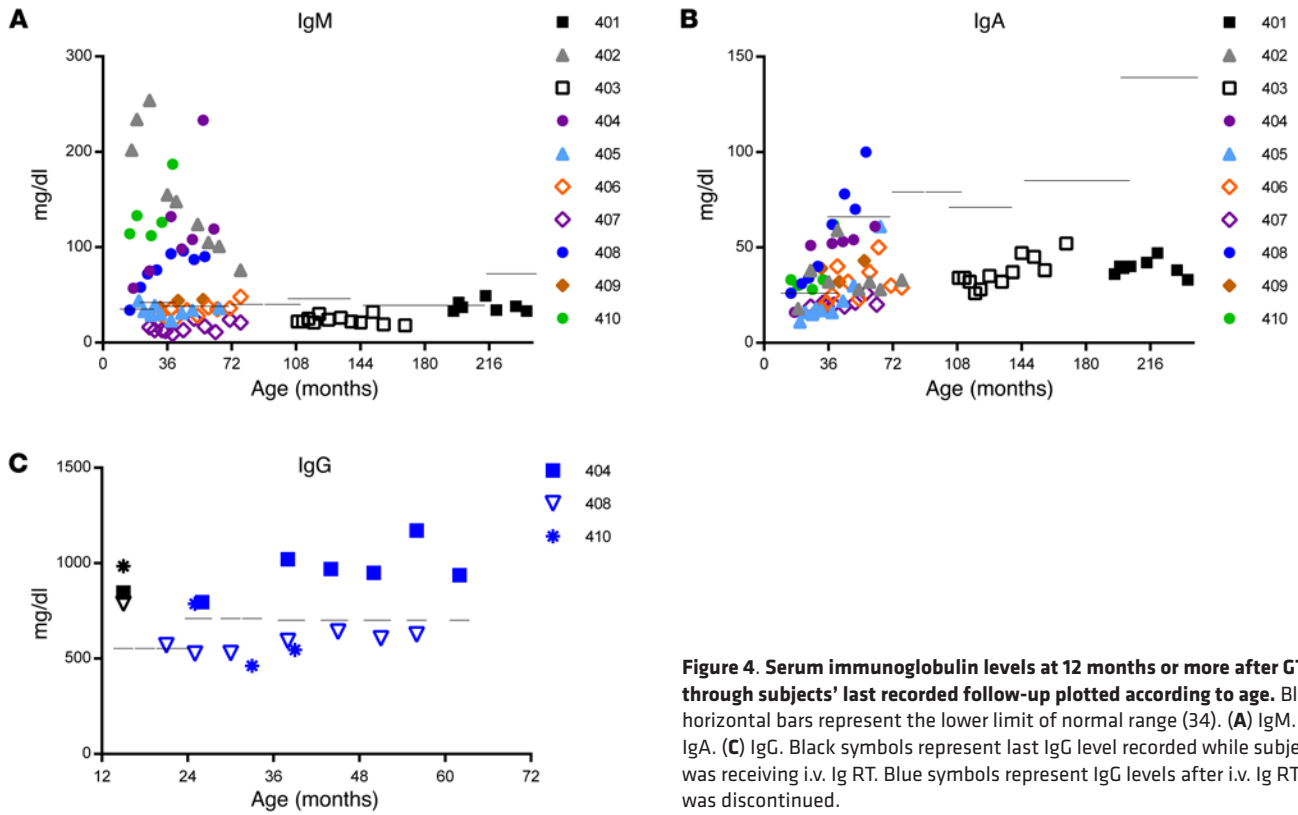 A
IgM
300
200
100
0
mg/dl
0 36 72 108 144 180 216
Age (months)
401
402
403
404
405
406
407
408
409
410
B
IgA
150
100
50
0
mg/dl
0 36 72 108 144 180 216
Age (months)
401
402
403
404
405
406
407
408
409
410
C
IgG
1500
1000
500
0
mg/dl
12 24 36 48 60 72
Age (months)
404
408
410
Figure 4. Serum immunoglobulin levels at 12 months or more after
through subjects' last recorded follow-up plotted according to age.
horizontal bars represent the lower limit of normal range (34). (A) IgM.
IgA. (C) IgG. Black symbols represent last IgG level recorded while
was receiving i.v. Ig RT. Blue symbols represent IgG levels after i.v. Ig RT
was discontinued.